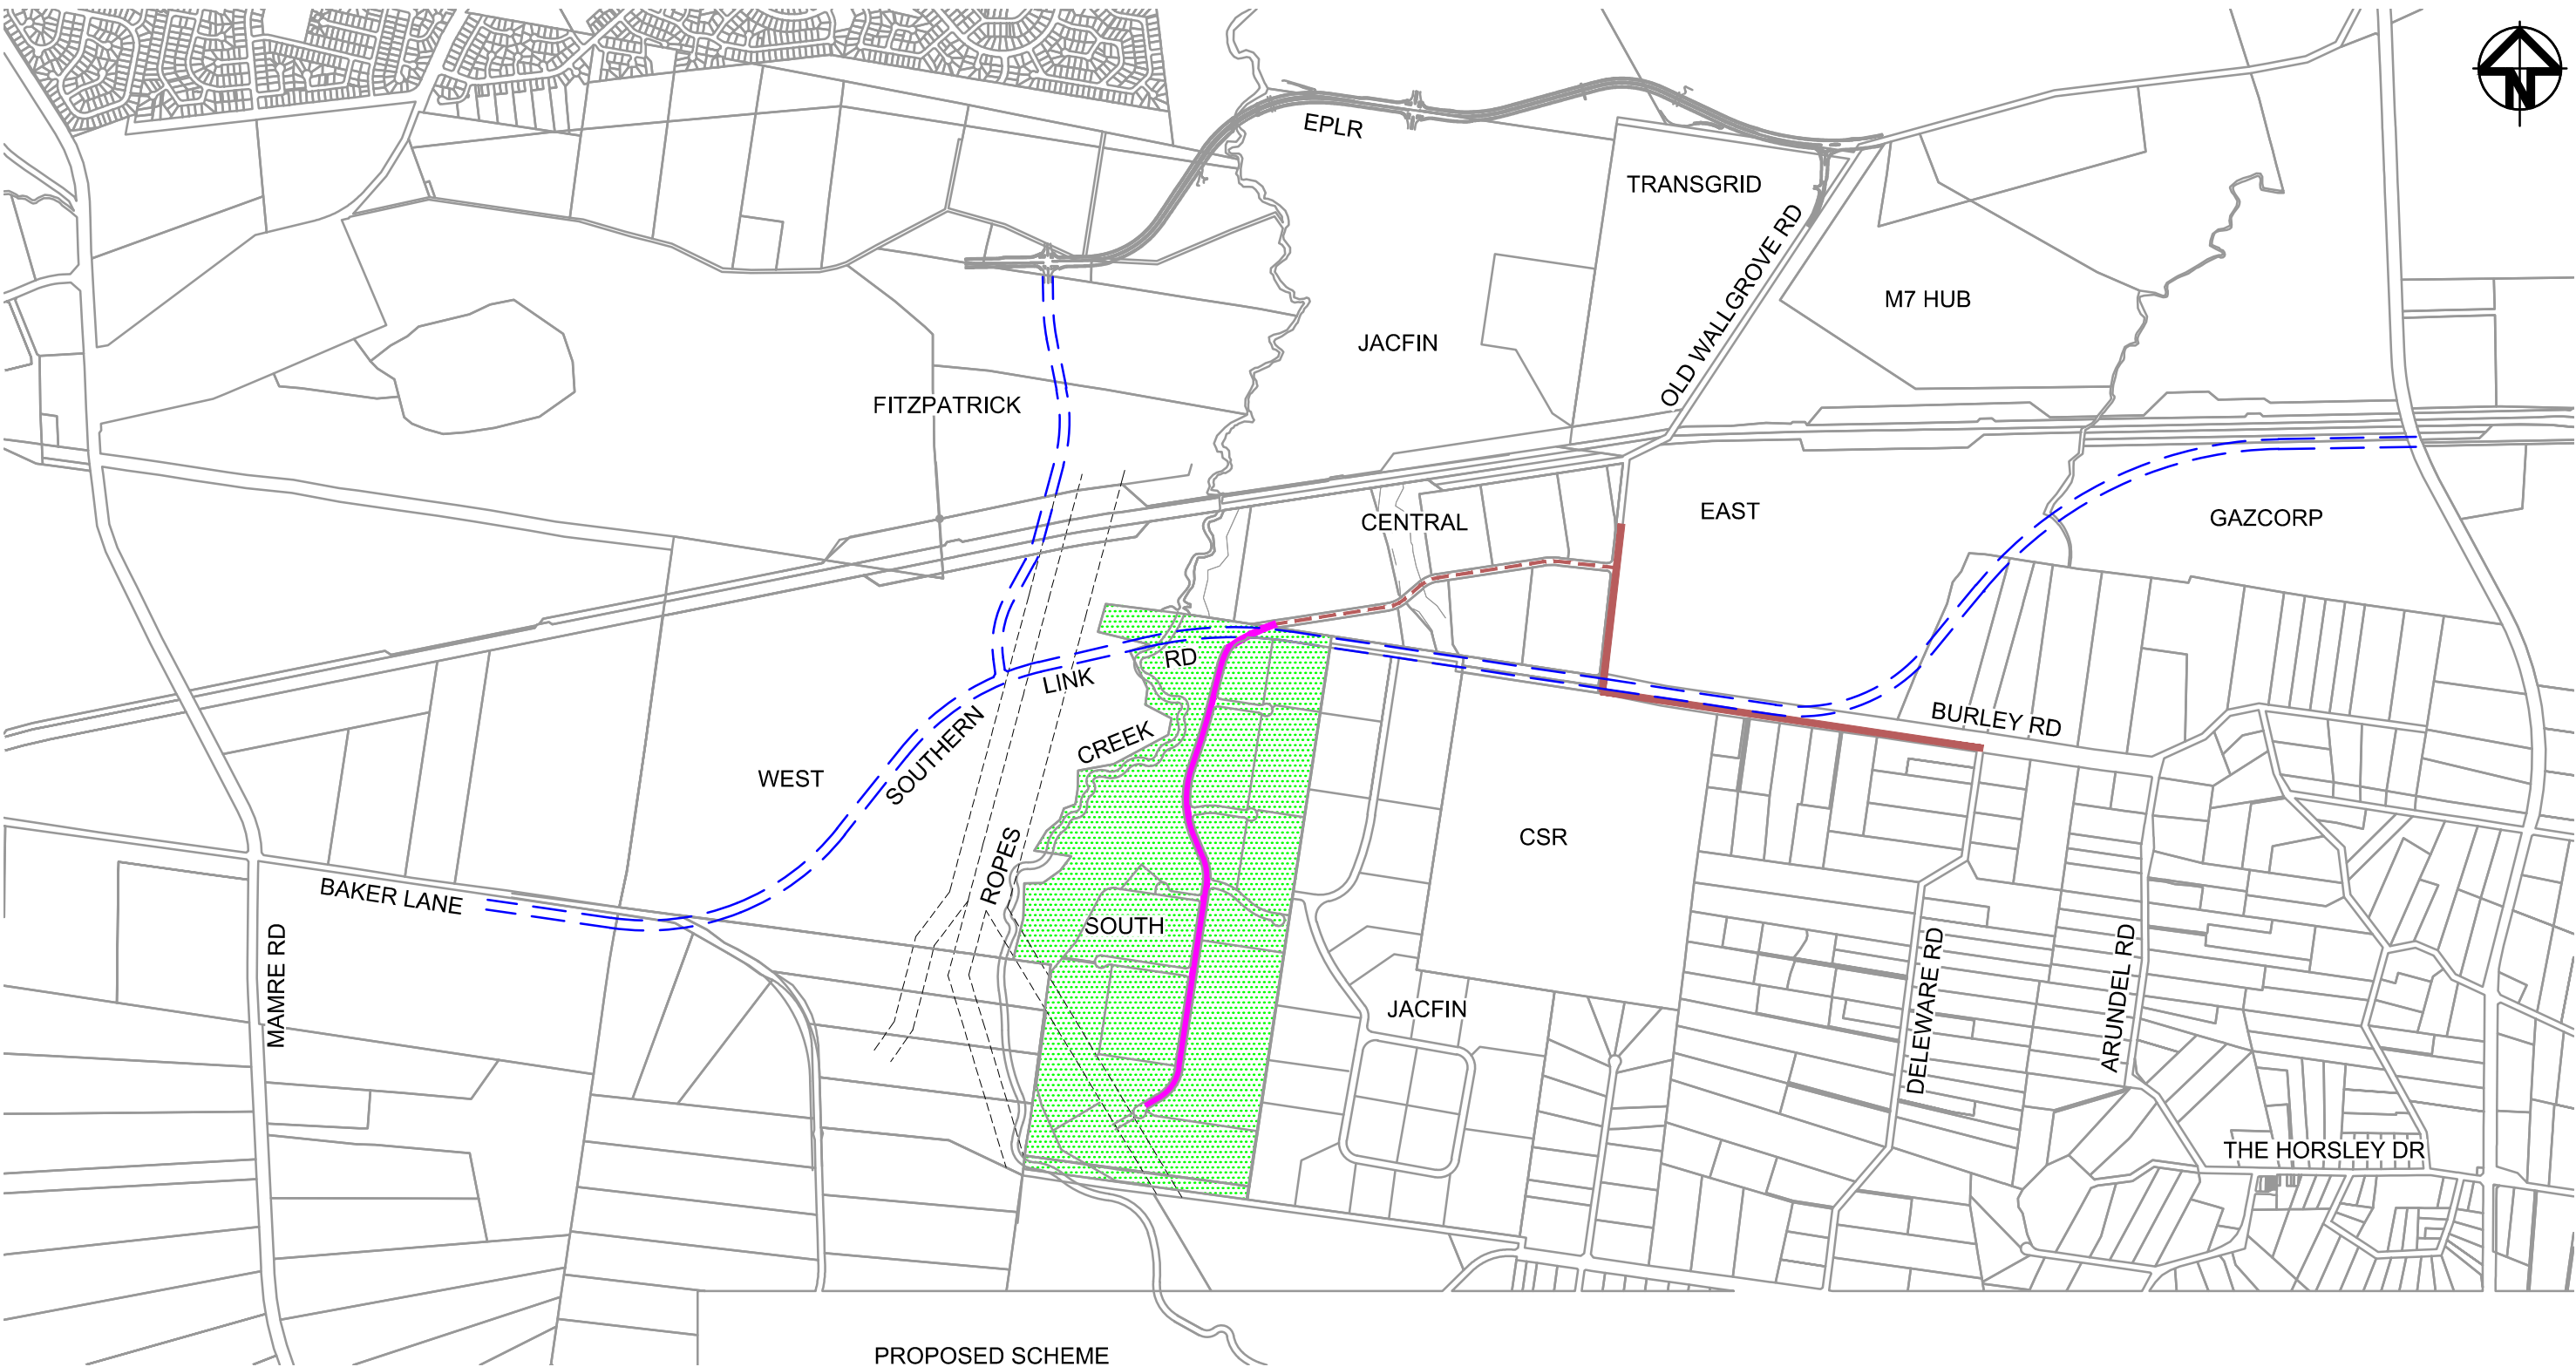 N
EPLR
TRANSGRID
OLD WALLGROVE RD
M7 HUB
JACFIN
FITZPATRICK
CENTRAL
EAST
GAZCORP
SOUTHERN
LINK
RD
BURLEY RD
CREEK
WEST
ROPES
CSR
BAKER LANE
MAMRE RD
SOUTH
JACFIN
DELEWARE RD
ARUNDEL RD
THE HORSLEY DR
PROPOSED SCHEME